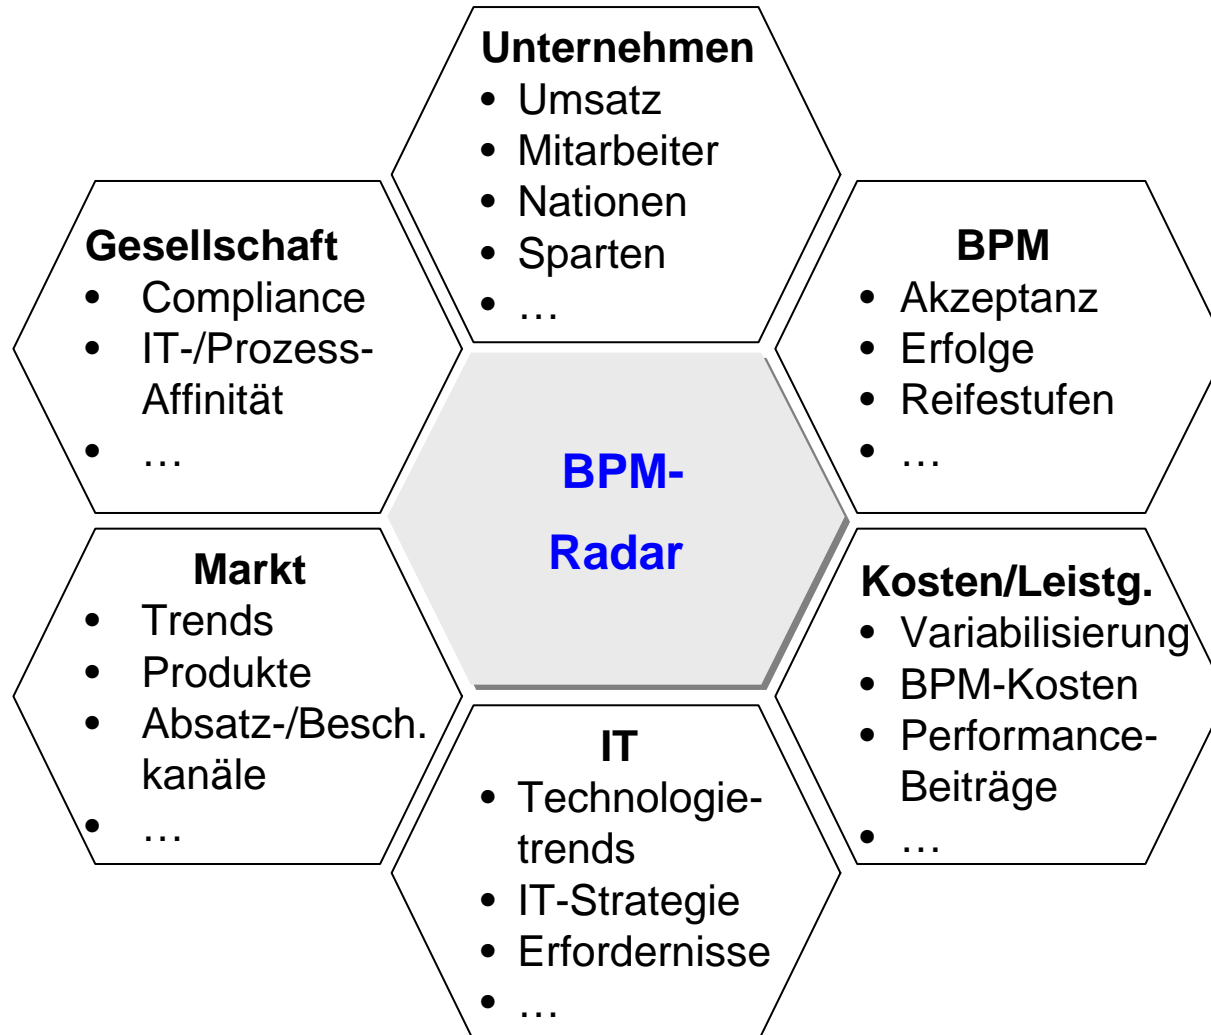 Unternehmen
• Umsatz
• Mitarbeiter
• Nationen
• Sparten
• …
Gesellschaft
• Compliance
• IT-/Prozess-
Affinität
• …
BPM
• Akzeptanz
• Erfolge
• Reifestufen
• …
BPM-
Radar
Markt
• Trends
• Produkte
• Absatz-/Besch.
kanäle
• …
Kosten/Leistg.
• Variabilisierung
• BPM-Kosten
• Performance-
Beiträge
• …
IT
• Technologie-
trends
• IT-Strategie
• Erfordernisse
• …